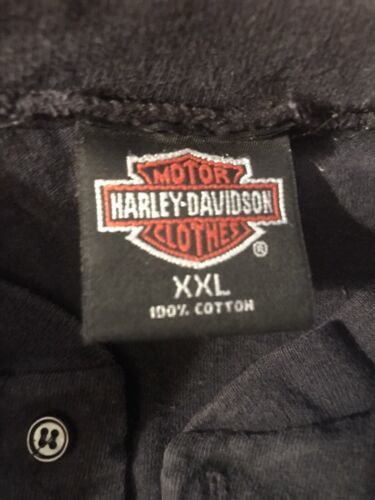 MOTOR
HARLEY-DAVIDSON
CLOTHES
®
XXL
100% COTTON